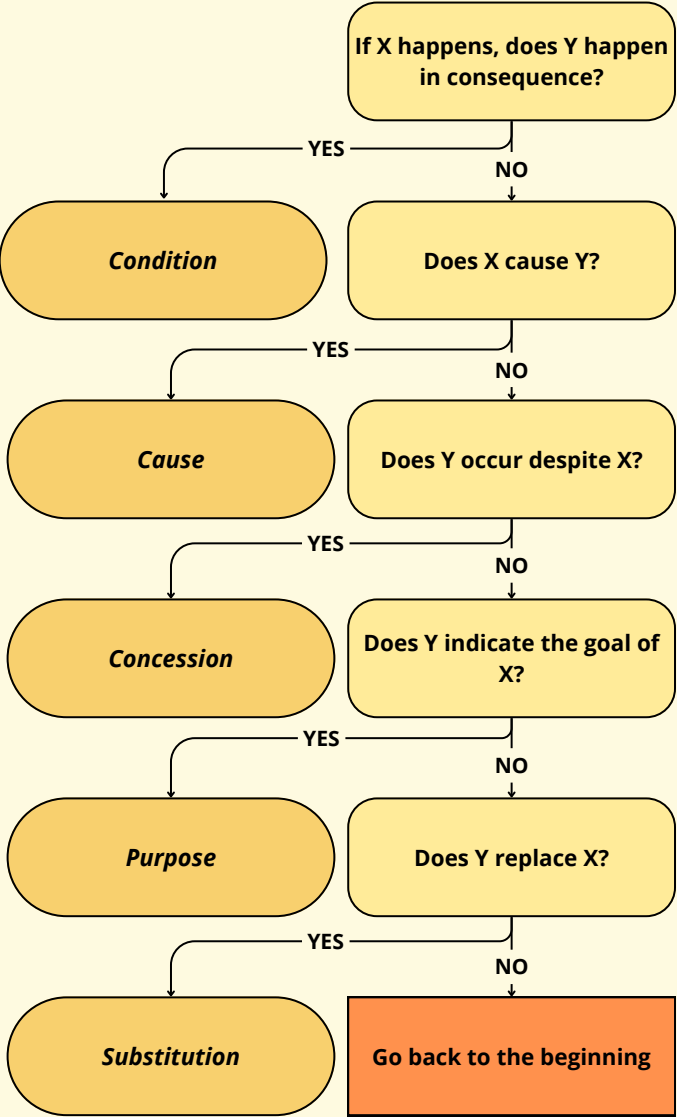 If X happens, does Y happen
in consequence?
YES
NO
Condition
Does X cause Y?
YES
NO
Cause
Does Y occur despite X?
YES
NO
Concession
Does Y indicate the goal of
X?
YES
NO
Purpose
Does Y replace X?
YES
NO
Substitution
Go back to the beginning